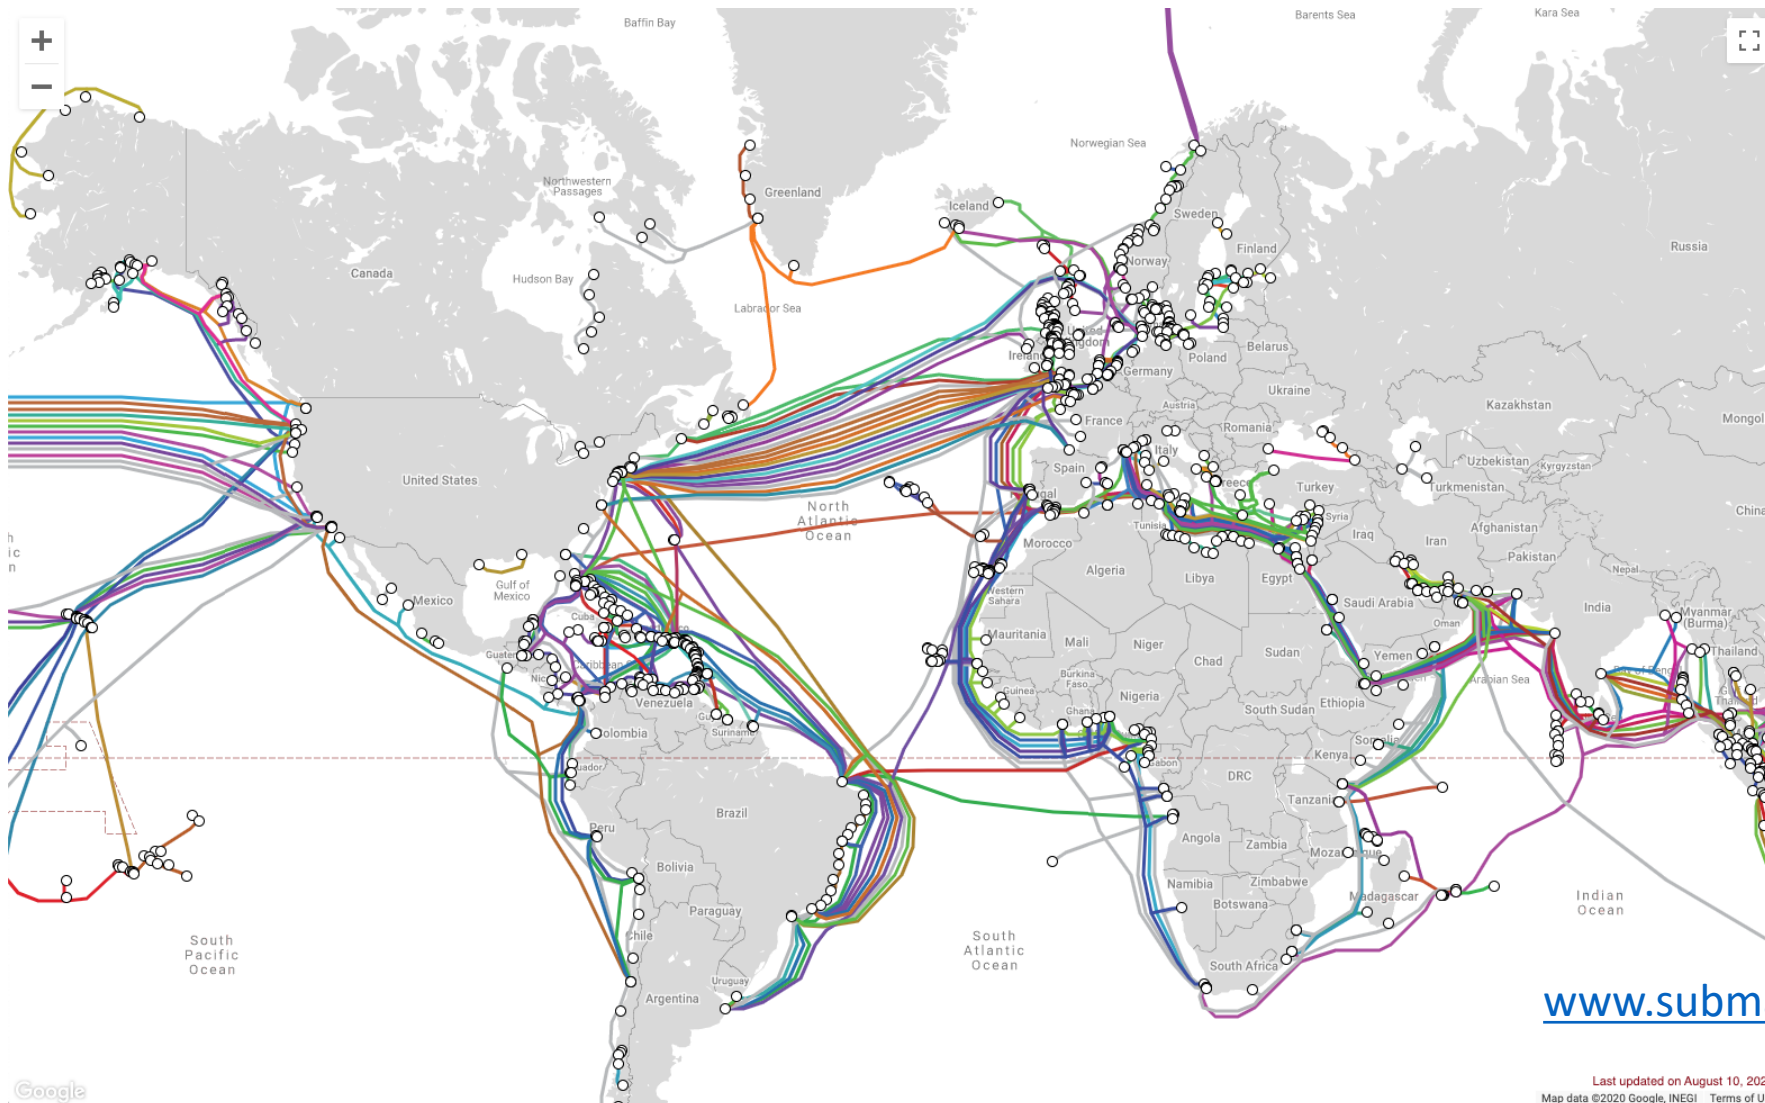 Baffin Bay
Barents Sea
Kara Sea
+
−
Norwegian Sea
Northwestern
Passages
Greenland
Iceland
Sweden
Finland
Russia
Norway
Canada
Hudson Bay
Labrador Sea
Ireland
Poland
Belarus
Germany
Ukraine
Kazakhstan
Austria
France
Romania
Mongol
Italy
Uzbekistan
Kyrgyzstan
United States
Spain
Turkey
Turkmenistan
North
Atlantic
Ocean
Tunisia
Syria
Afghanistan
China
Iraq
Iran
Morocco
Pakistan
Algeria
Libya
Egypt
Nepal
Gulf of
Mexico
Mexico
Western
Sahara
Saudi Arabia
India
Myanmar
(Burma)
Cuba
Oman
Mauritania
Mali
Niger
Chad
Sudan
Yemen
Thailand
Arabian Sea
Burkina
Faso
Guinea
Nigeria
Ghana
Ethiopia
South Sudan
Venezuela
Suriname
Colombia
Kenya
DRC
Tanzania
Brazil
Peru
Angola
Zambia
Bolivia
Namibia
Zimbabwe
Botswana
Madagascar
Indian
Ocean
Paraguay
Chile
South
Pacific
Ocean
South
Atlantic
Ocean
South Africa
Uruguay
Argentina
www.subm
Last updated on August 10, 202
Google
Map data ©2020 Google, INEGI Terms of U